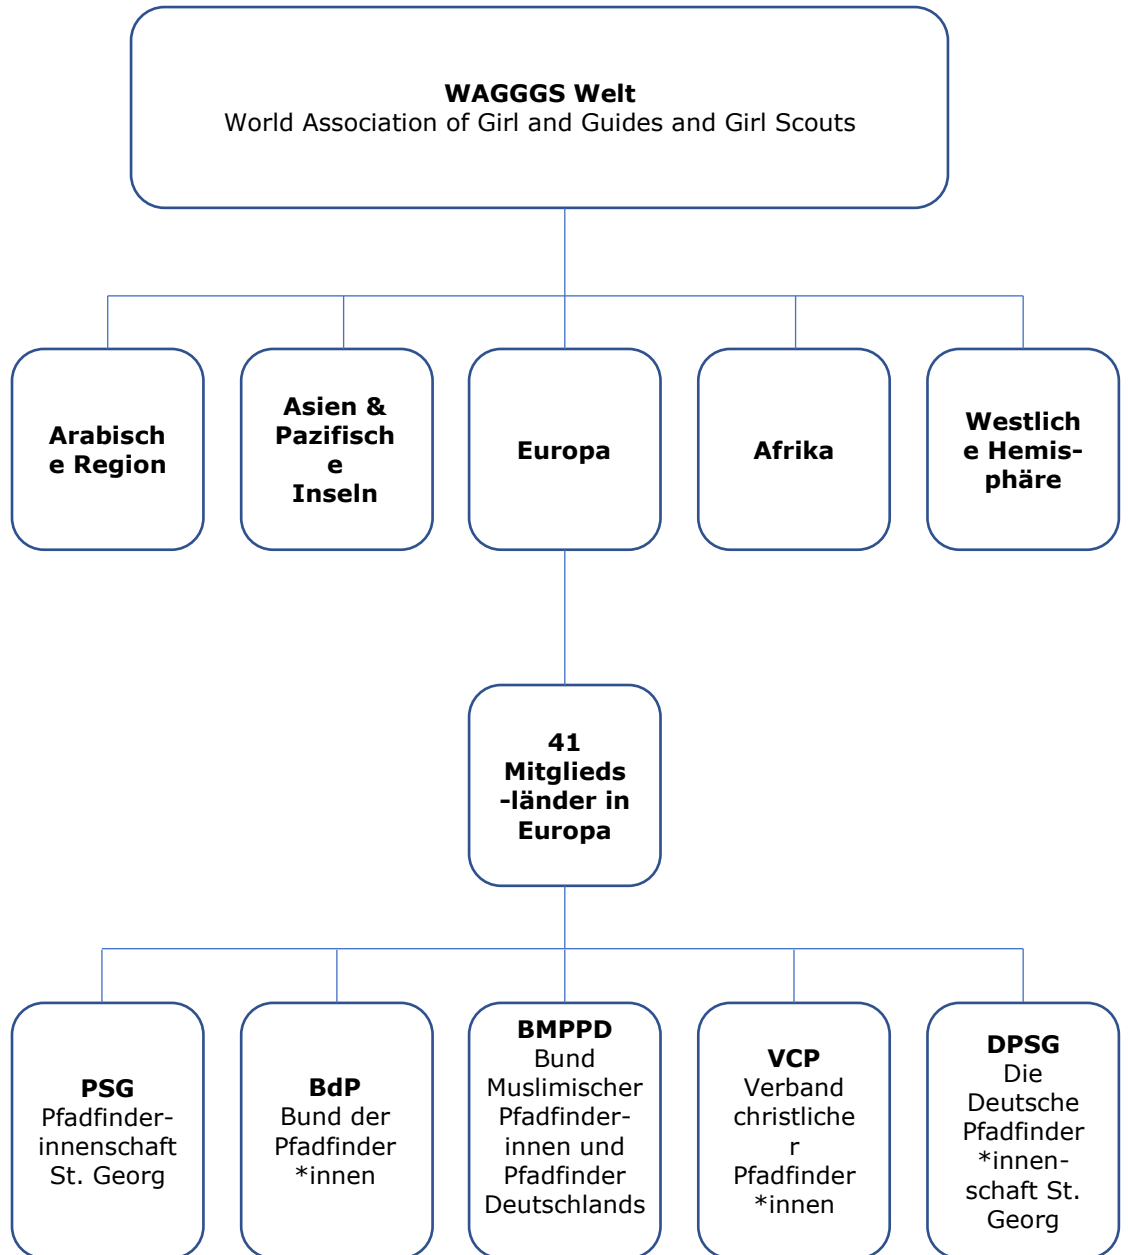 WAGGGS Welt
World Association of Girl and Guides and Girl Scouts
Arabisch
e Region
Asien &
Pazifisch
e
Inseln
Europa
Afrika
Westlich
e Hemis-
phäre
41
Mitglieds
-länder in
Europa
PSG
Pfadfinder-
innenschaft
St. Georg
BdP
Bund der
Pfadfinder
*innen
BMPPD
Bund
Muslimischer
Pfadfinder-
innen und
Pfadfinder
Deutschlands
VCP
Verband
christliche
r
Pfadfinder
*innen
DPSG
Die
Deutsche
Pfadfinder
*innen-
schaft St.
Georg